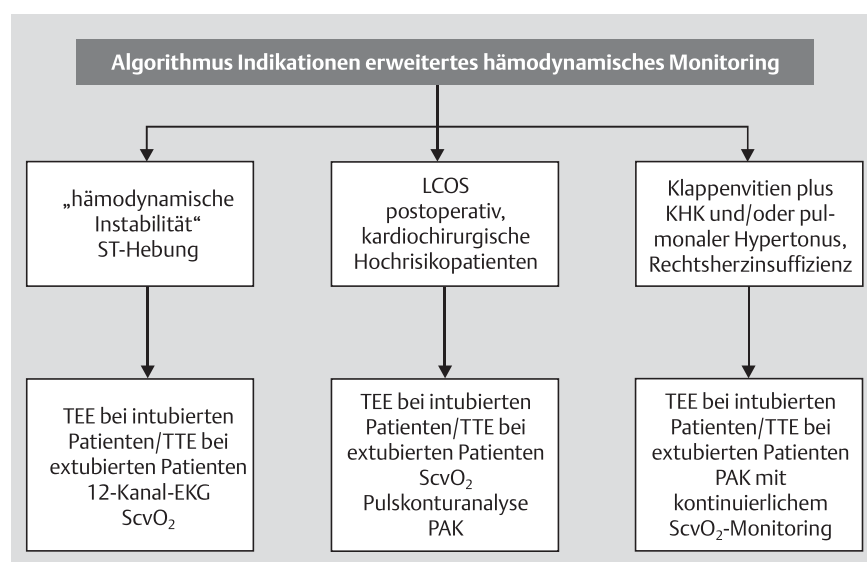 Algorithmus Indikationen erweitertes hämodynamisches Monitoring
„hämodynamische
Instabilität“
ST-Hebung
LCOS
postoperativ,
kardiochirurgische
Hochrisikopatienten
Klappenvitien plus
KHK und/oder pul-
monaler Hypertonus,
Rechtsherzinsuffizienz
TEE bei intubierten
Patienten/TTE bei
extubierten Patienten
12-Kanal-EKG
ScvO₂
TEE bei intubierten
Patienten/TTE bei
extubierten Patienten
ScvO₂
Pulskonturanalyse
PAK
TEE bei intubierten
Patienten/TTE bei
extubierten Patienten
PAK mit
kontinuierlichem
ScvO₂-Monitoring